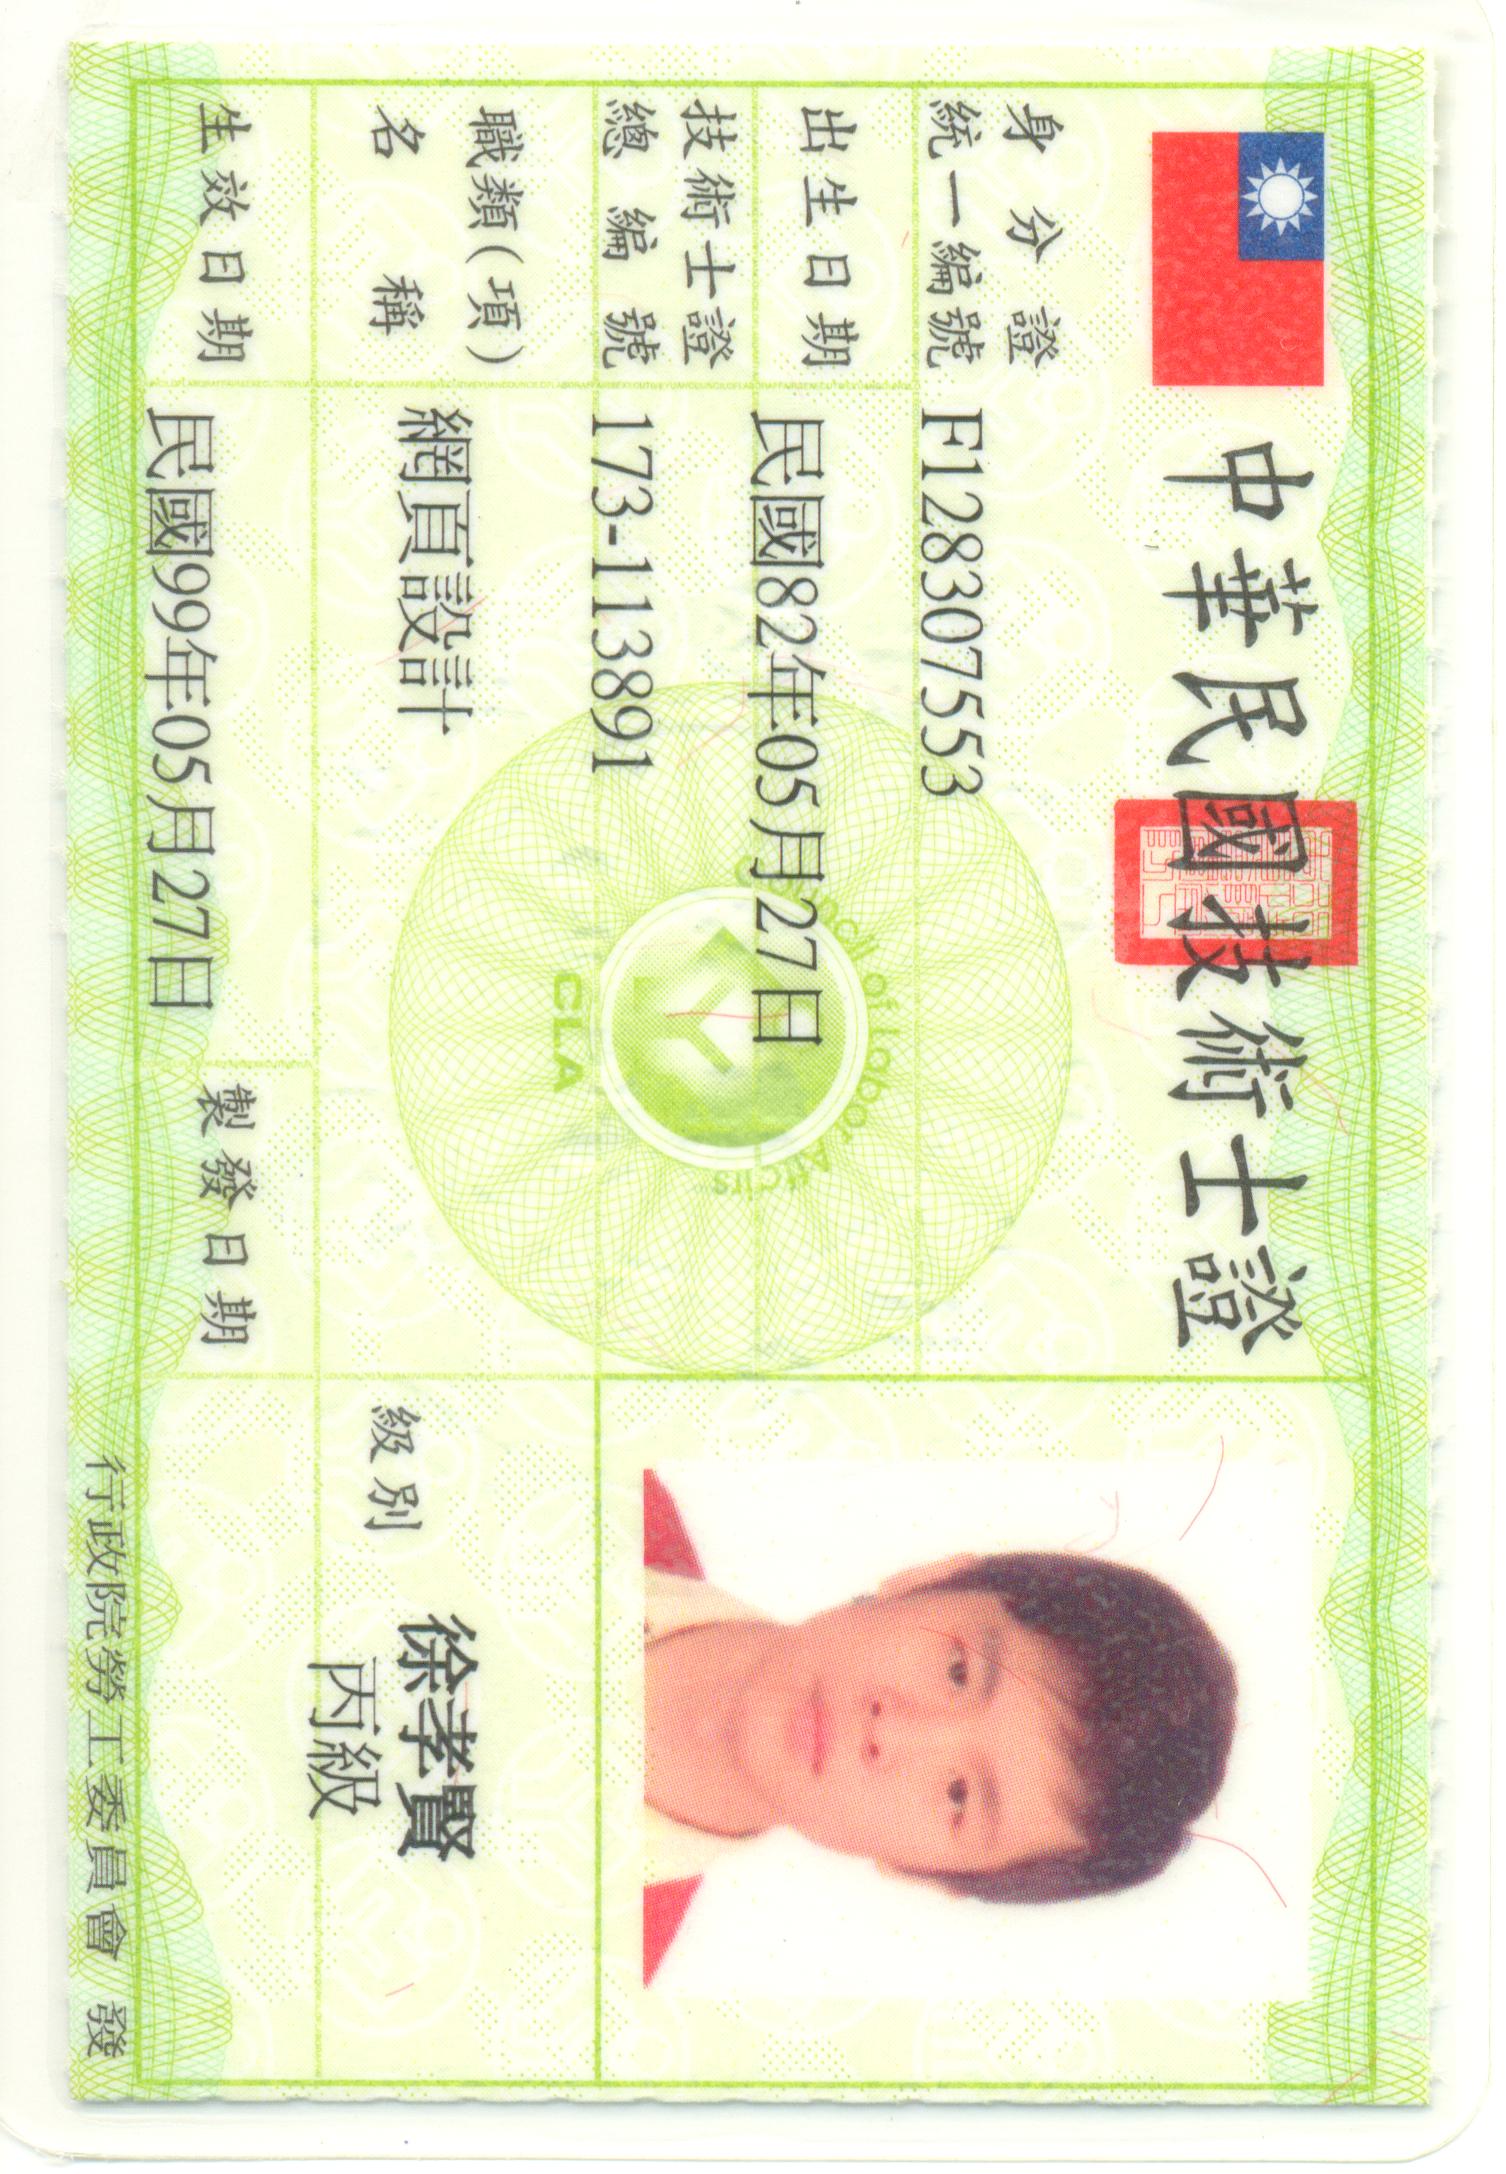 中華民國技術士證
身分證
統一編號 F128307553
出生日期 民國82年05月27日
技術士證
總編號 173-113891
職類(項)
名稱 網頁設計
徐孝賢
級別 丙級
生效日期 民國99年05月27日
製發日期
行政院勞工委員會 發
Council of Labor Affairs
CLA